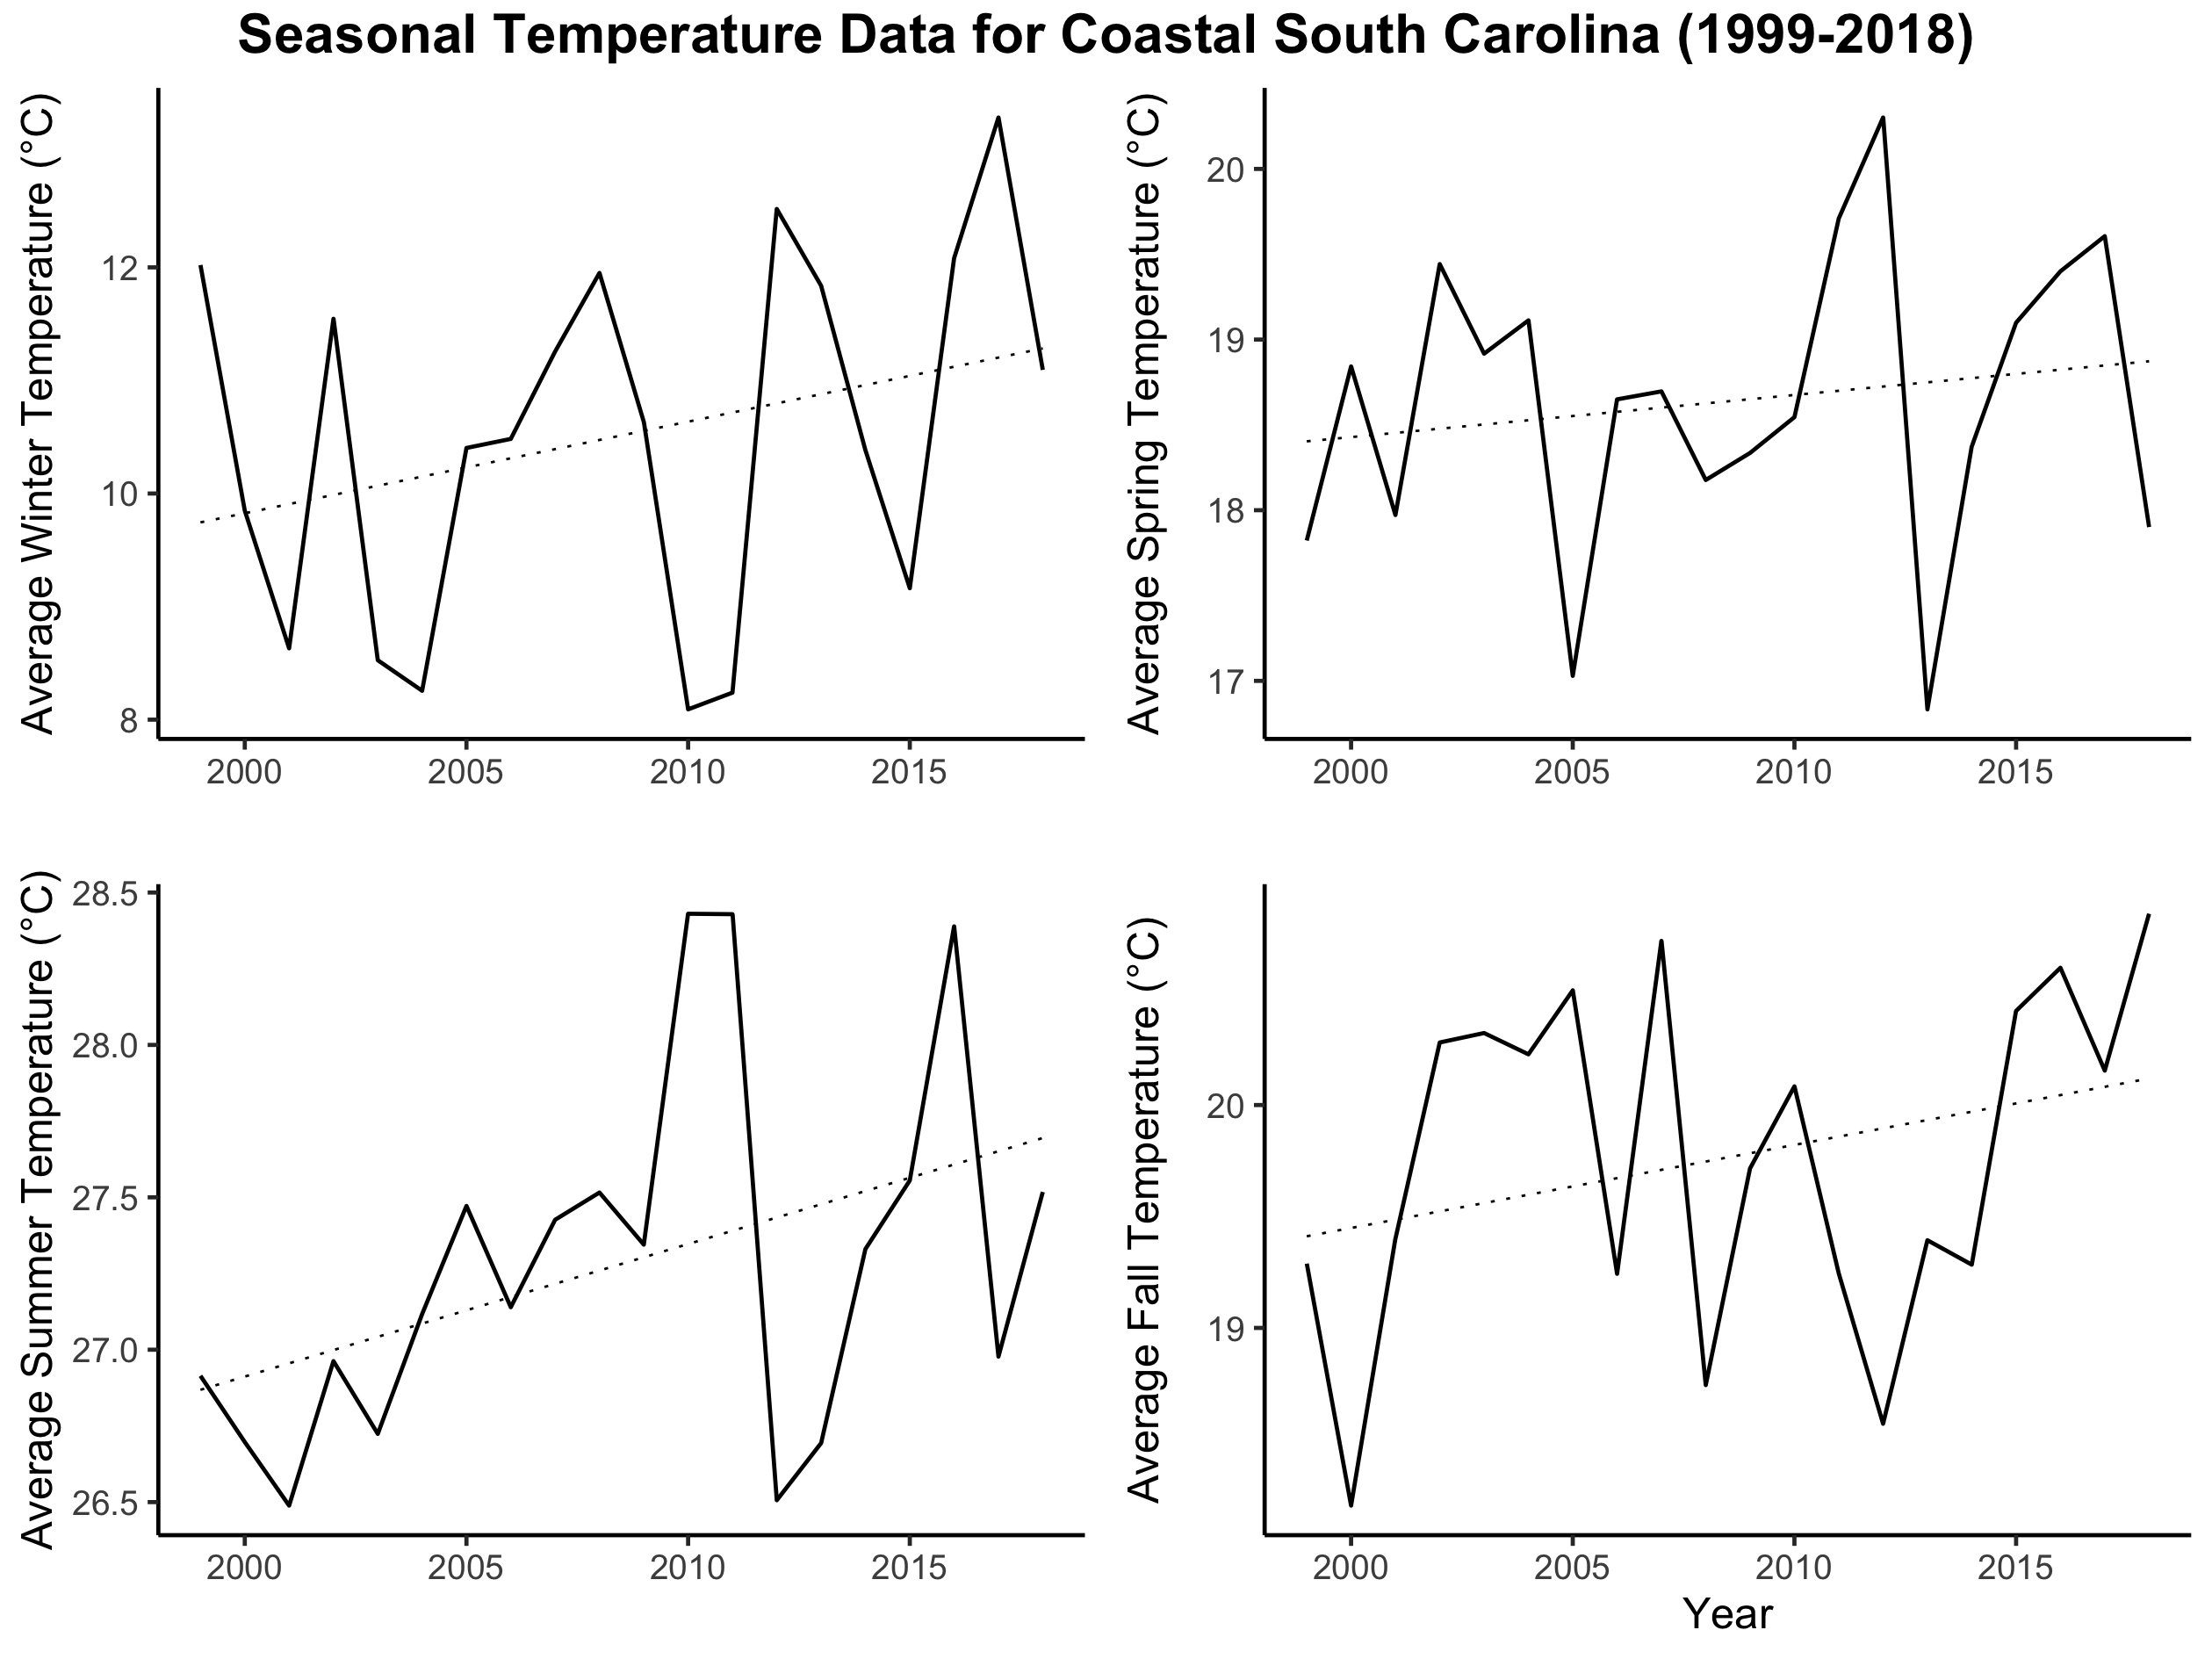 Seasonal Temperature Data for Coastal South Carolina (1999-2018)
Average Winter Temperature (°C)
12
10
8
2000 2005 2010 2015
Average Spring Temperature (°C)
20
19
18
17
2000 2005 2010 2015
Average Summer Temperature (°C)
28.5
28.0
27.5
27.0
26.5
2000 2005 2010 2015
Average Fall Temperature (°C)
20
19
2000 2005 2010 2015
Year